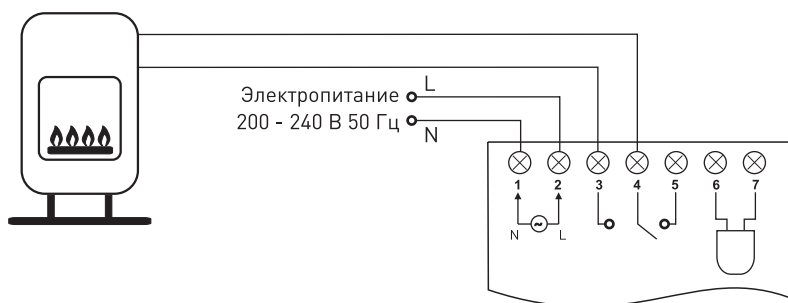 L
Электропитание
200 - 240 В 50 Гц
N
1 2 3 4 5 6 7
N ~ L